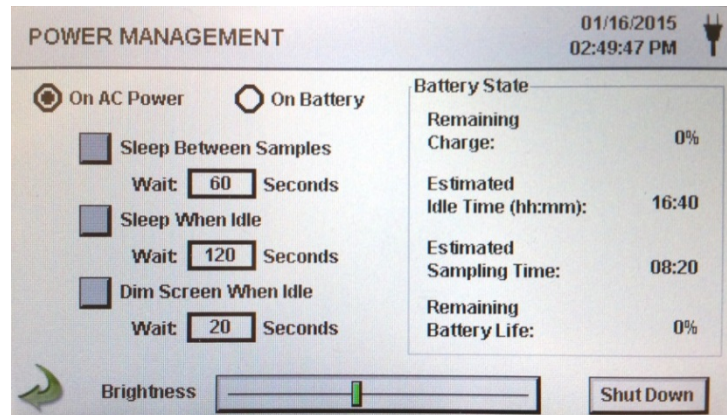 POWER MANAGEMENT
01/16/2015
02:49:47 PM
On AC Power
On Battery
Sleep Between Samples
Wait: 60 Seconds
Sleep When Idle
Wait: 120 Seconds
Dim Screen When Idle
Wait: 20 Seconds
Battery State
Remaining
Charge: 0%
Estimated
Idle Time (hh:mm): 16:40
Estimated
Sampling Time: 08:20
Remaining
Battery Life: 0%
Brightness
Shut Down